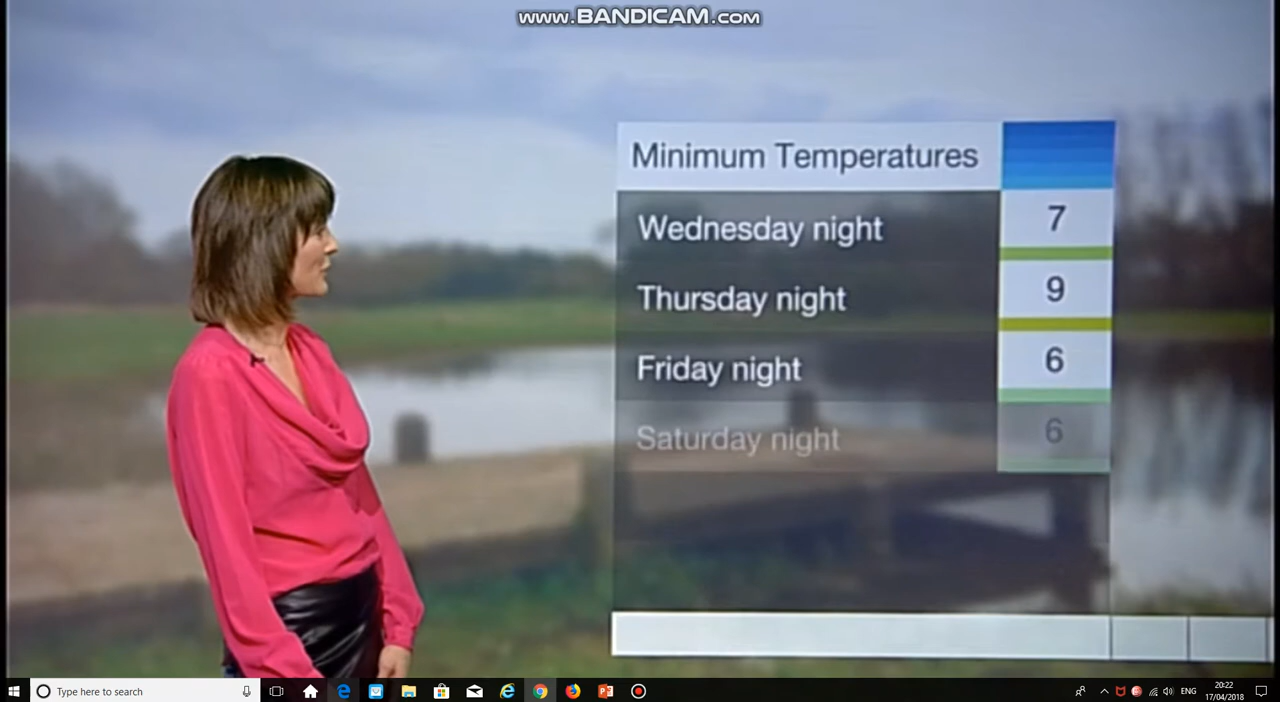 www.BANDICAM.com
Minimum Temperatures
Wednesday night 7
Thursday night 9
Friday night 6
Saturday night 6
Type here to search
ENG
20:22
17/04/2018